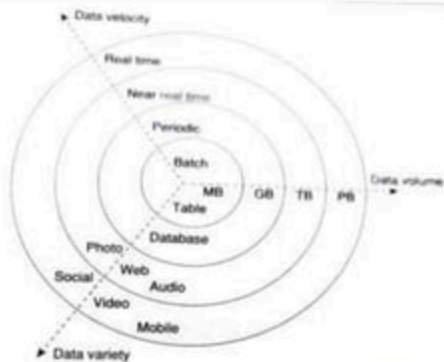 Data velocity
Real time
Near real time
Periodic
Batch
MB GB TB PB Data volume
Table
Database
Photo
Web
Audio
Social
Video
Mobile
Data variety